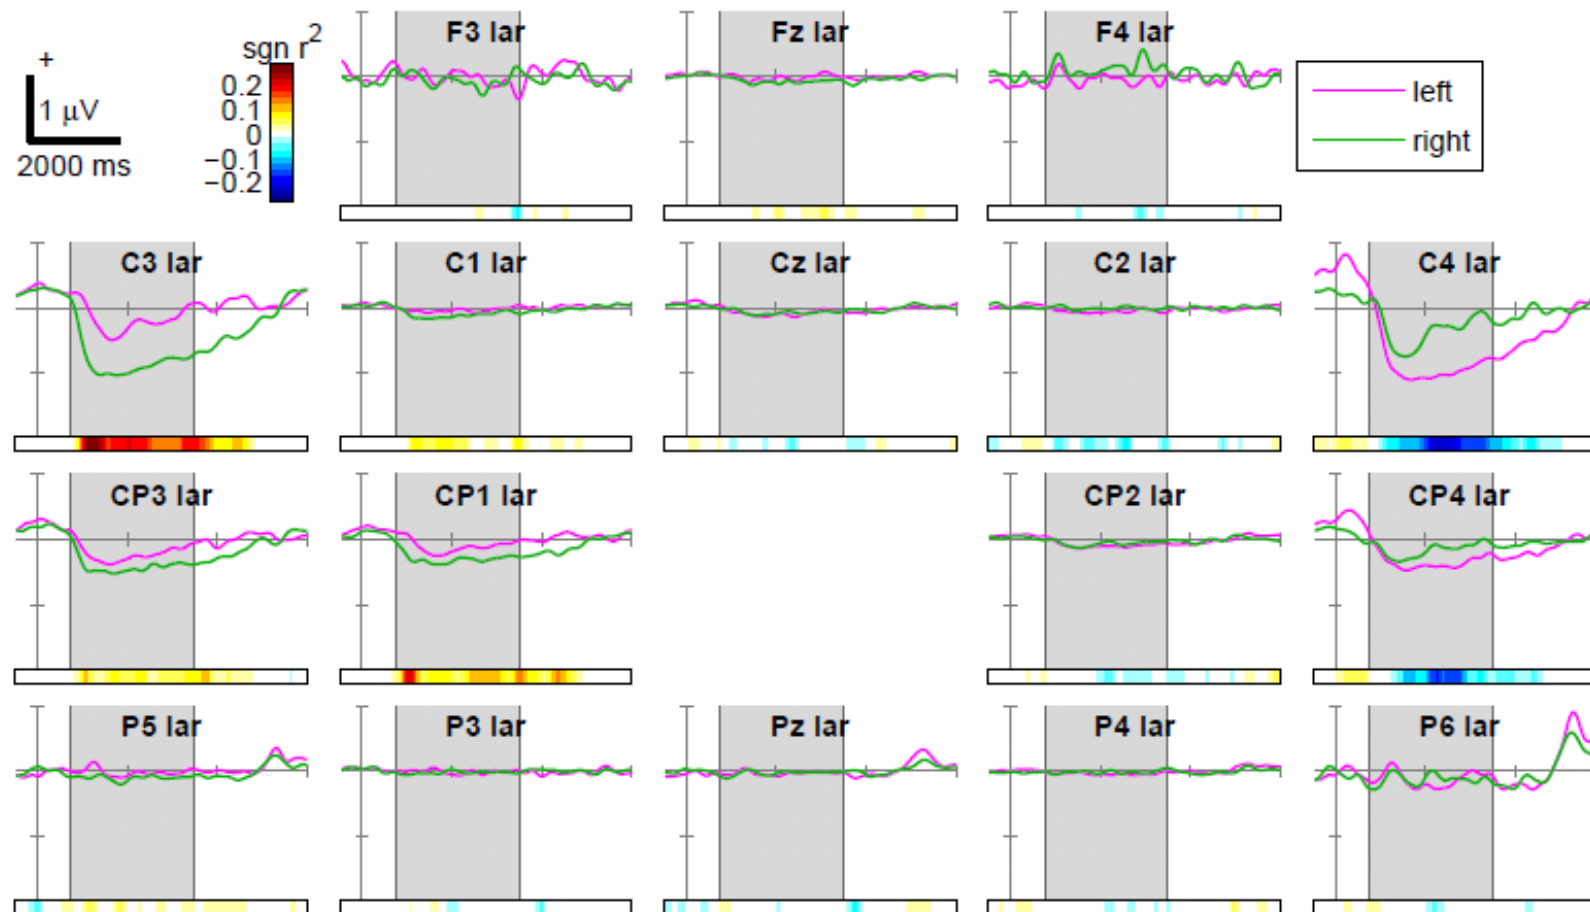 F3 lar
Fz lar
F4 lar
+
1 μV
2000 ms
sgn r²
0.2
0.1
0
−0.1
−0.2
left
right
C3 lar
C1 lar
Cz lar
C2 lar
C4 lar
CP3 lar
CP1 lar
CP2 lar
CP4 lar
P5 lar
P3 lar
Pz lar
P4 lar
P6 lar